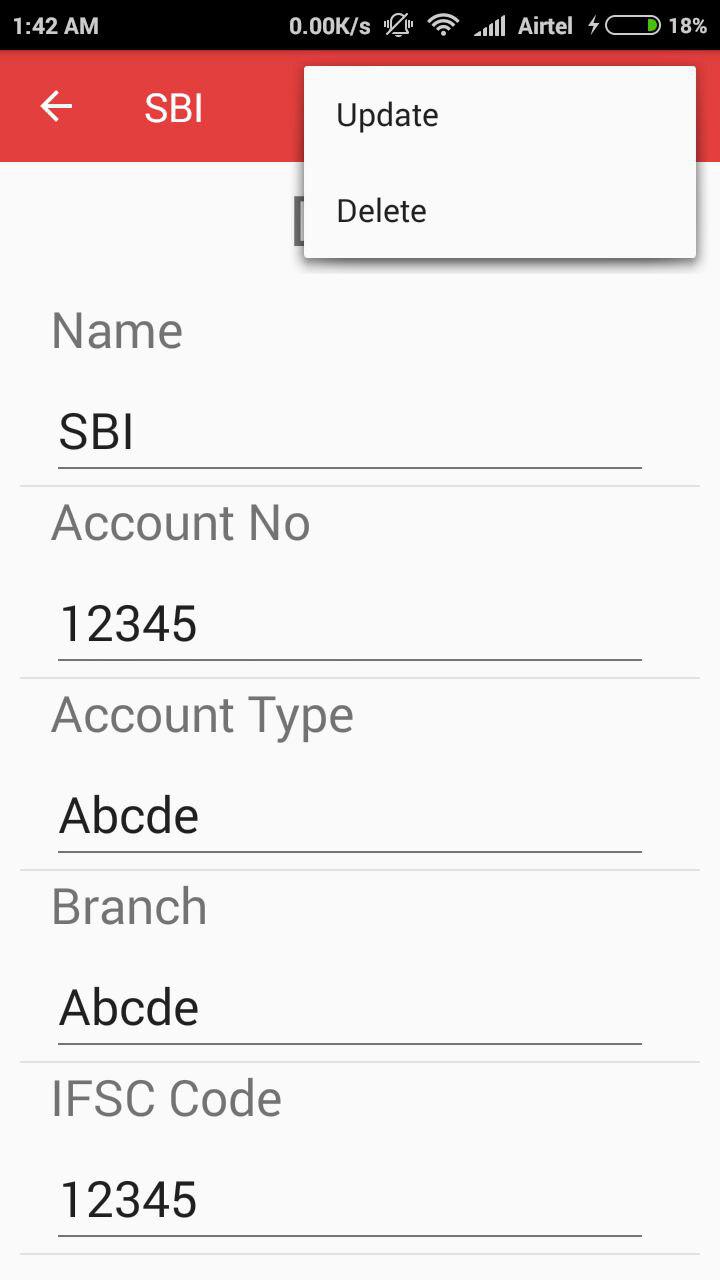 1:42 AM 0.00K/s Airtel 18%
SBI
Update
Delete
Name
SBI
Account No
12345
Account Type
Abcde
Branch
Abcde
IFSC Code
12345